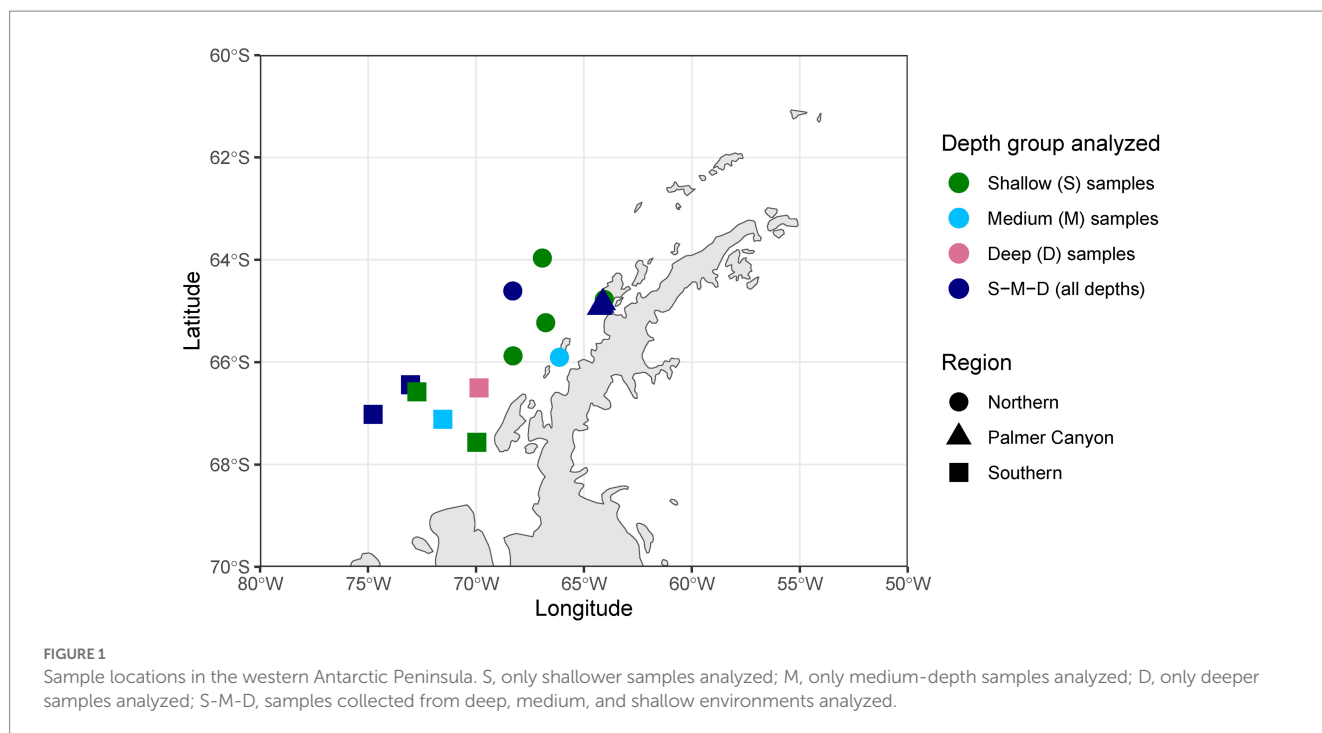 60°S
62°S
64°S
66°S
68°S
70°S
Latitude
80°W 75°W 70°W 65°W 60°W 55°W 50°W
Longitude
Depth group analyzed
Shallow (S) samples
Medium (M) samples
Deep (D) samples
S−M−D (all depths)
Region
Northern
Palmer Canyon
Southern
FIGURE 1
Sample locations in the western Antarctic Peninsula. S, only shallower samples analyzed; M, only medium-depth samples analyzed; D, only deeper
samples analyzed; S-M-D, samples collected from deep, medium, and shallow environments analyzed.